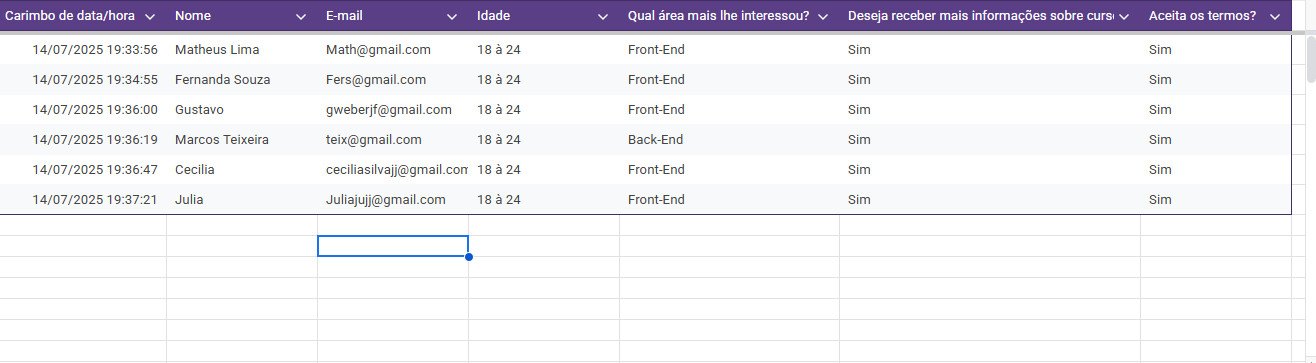 Carimbo de data/hora Nome E-mail Idade Qual área mais lhe interessou? Deseja receber mais informações sobre curs Aceita os termos?
14/07/2025 19:33:56 Matheus Lima Math@gmail.com 18 à 24 Front-End Sim Sim
14/07/2025 19:34:55 Fernanda Souza Fers@gmail.com 18 à 24 Front-End Sim Sim
14/07/2025 19:36:00 Gustavo gweberjf@gmail.com 18 à 24 Front-End Sim Sim
14/07/2025 19:36:19 Marcos Teixeira teix@gmail.com 18 à 24 Back-End Sim Sim
14/07/2025 19:36:47 Cecilia ceciliasilvajj@gmail.com 18 à 24 Front-End Sim Sim
14/07/2025 19:37:21 Julia Juliajujj@gmail.com 18 à 24 Front-End Sim Sim